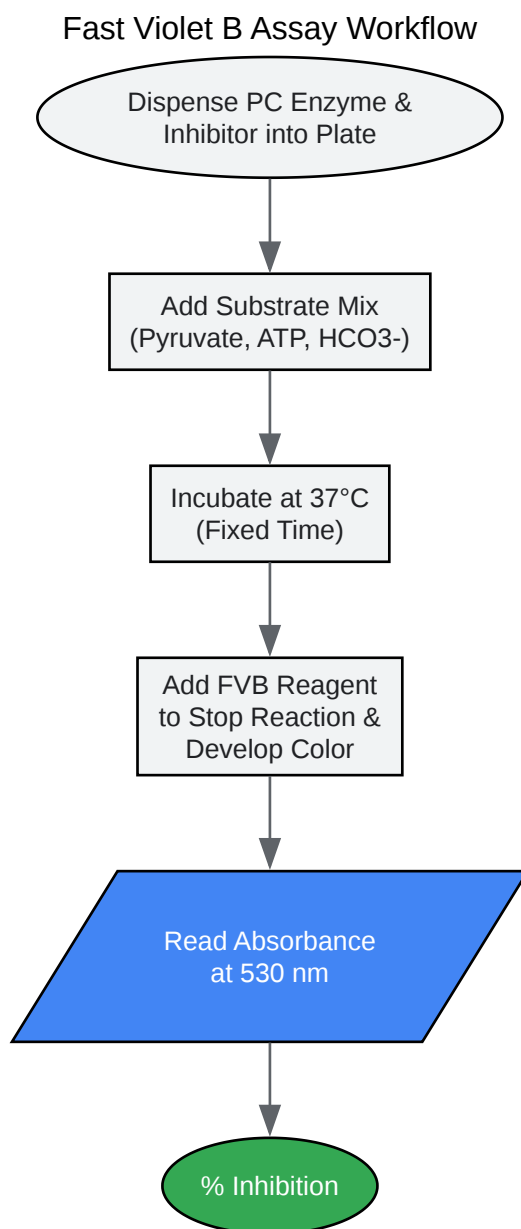 Fast Violet B Assay Workflow
Dispense PC Enzyme &
Inhibitor into Plate
Add Substrate Mix
(Pyruvate, ATP, HCO3-)
Incubate at 37°C
(Fixed Time)
Add FVB Reagent
to Stop Reaction &
Develop Color
Read Absorbance
at 530 nm
% Inhibition